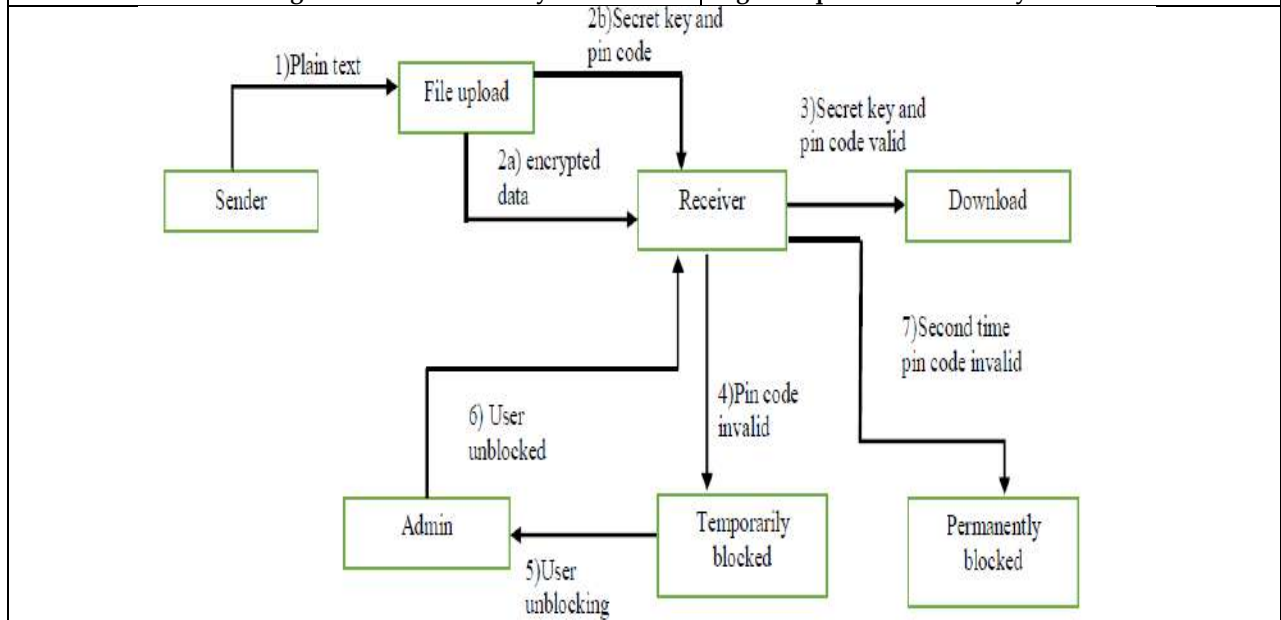 2b)Secret key and
pin code
1)Plain text
File upload
3)Secret key and
pin code valid
2a) encrypted
data
Sender
Receiver
Download
7)Second time
pin code invalid
4)Pin code
invalid
6) User
unblocked
Admin
Temporarily
blocked
Permanently
blocked
5)User
unblocking